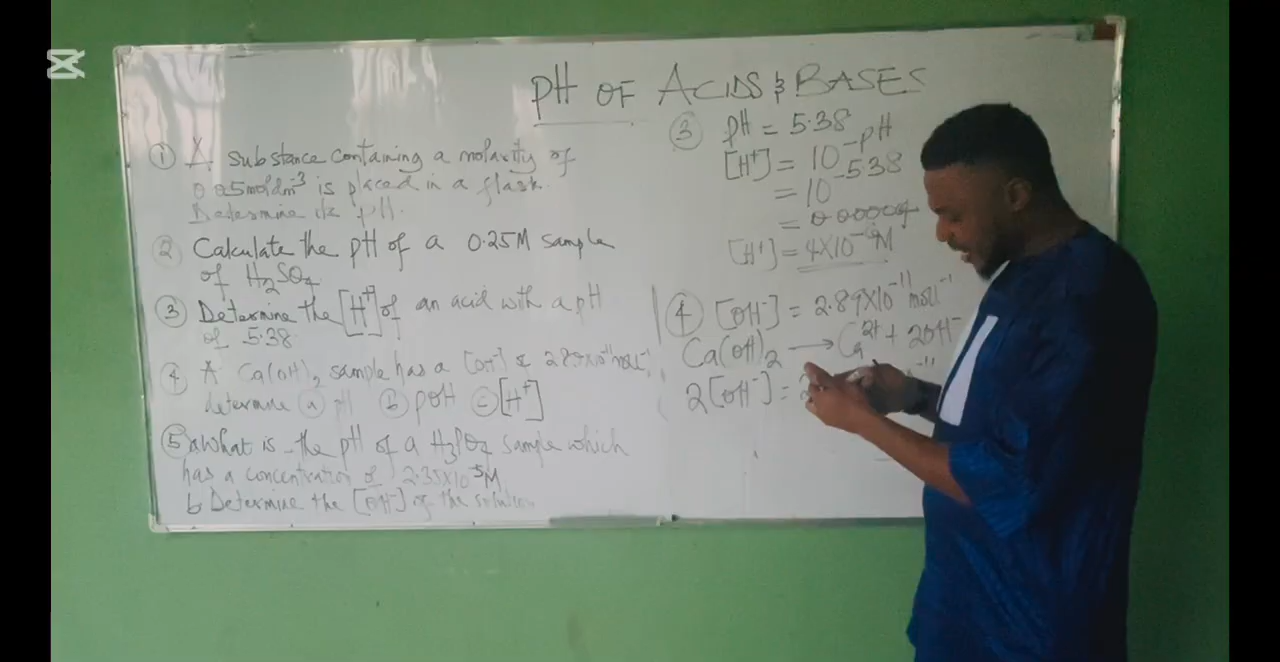 PH OF ACIDS & BASES
① A substance containing a molarity of
0.05moldm⁻³ is placed in a flask.
Determine its pH.
② Calculate the pH of a 0.25M sample
of H₂SO₄
③ Determine the [H⁺] of an acid with a pH
of 5.38
④ A Ca(OH)₂ sample has a [OH⁻] of 2.89x10⁻¹¹molL⁻¹,
determine ⓐ pH ⓑ pOH ⓒ [H⁺]
⑤ a What is the pH of a H₃PO₄ sample which
has a concentration of 2.35X10⁻⁵M
b Determine the [OH⁻] of the solution
③ pH = 5.38
[H⁺] = 10⁻ᵖᴴ
= 10⁻⁵·³⁸
= 0.000004
[H⁺] = 4X10⁻⁶M
④ [OH⁻] = 2.89X10⁻¹¹molL⁻¹
Ca(OH)₂ → Ca²⁺ + 2OH⁻
2[OH⁻] =